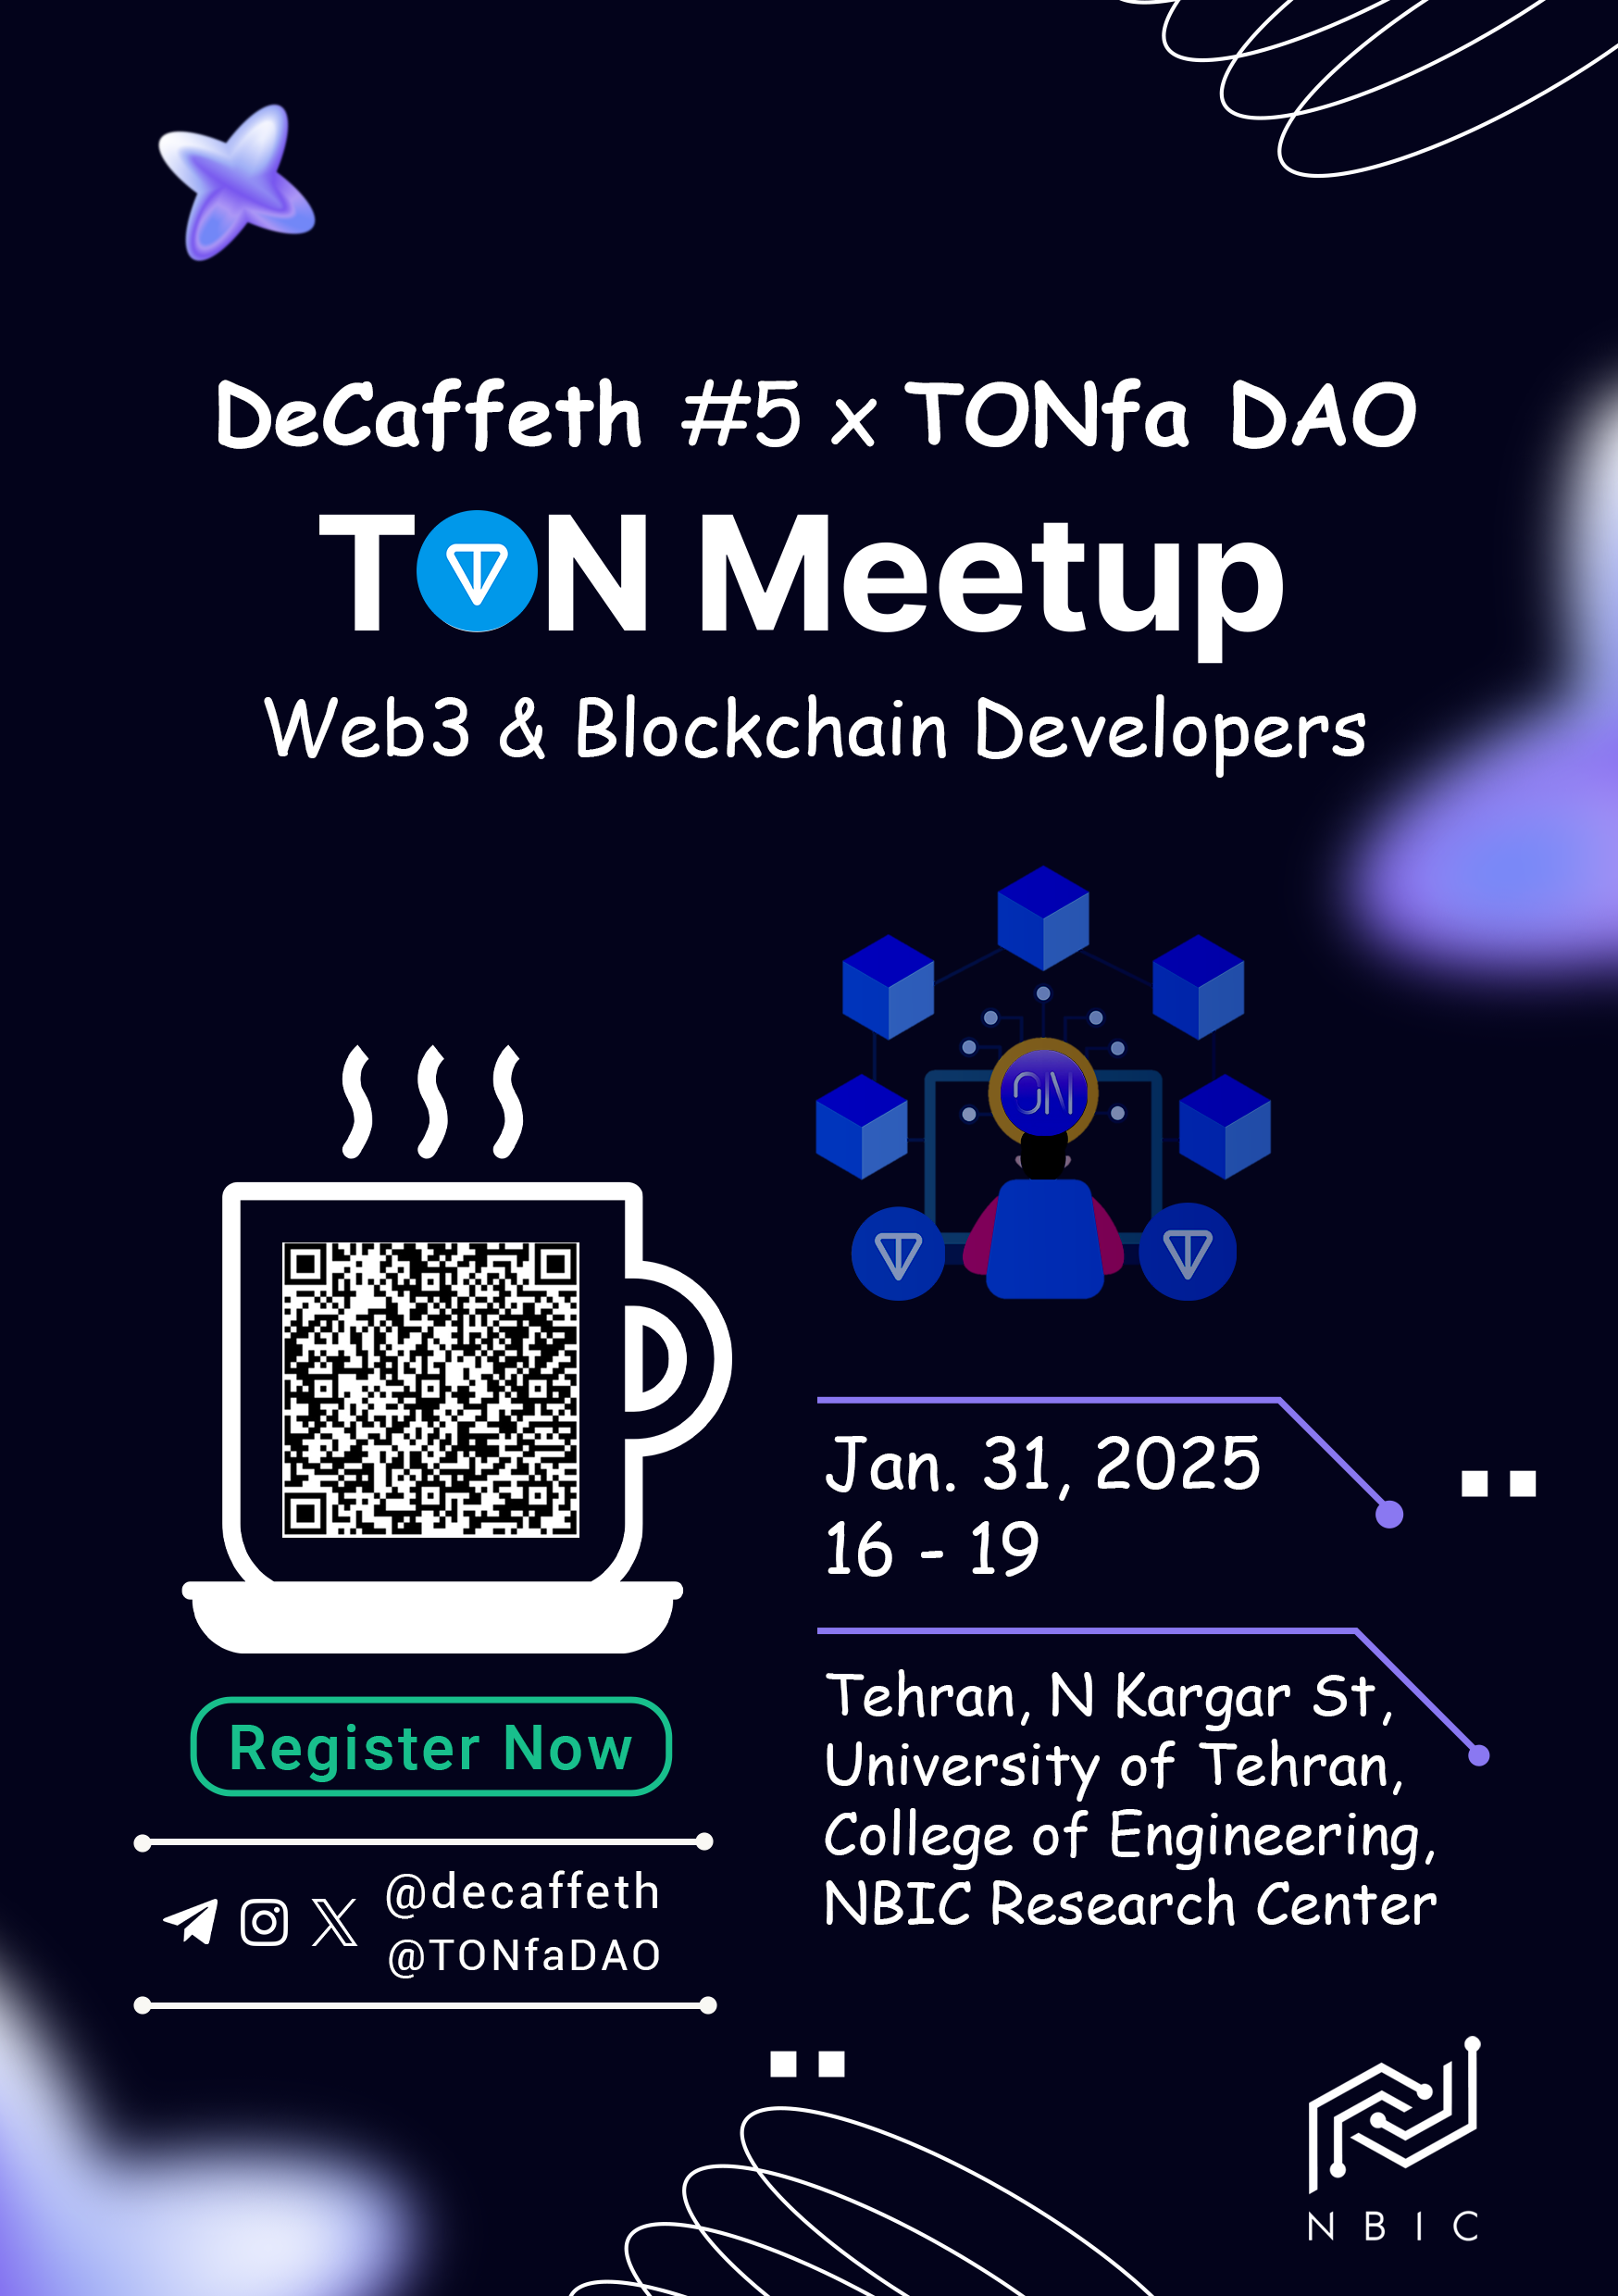 DeCaffeth #5 x TONfa DAO
TON Meetup
Web3 & Blockchain Developers
ON
Jan. 31, 2025
16 - 19
Tehran, N Kargar St,
University of Tehran,
College of Engineering,
NBIC Research Center
Register Now
@decaffeth
@TONfaDAO
NBIC